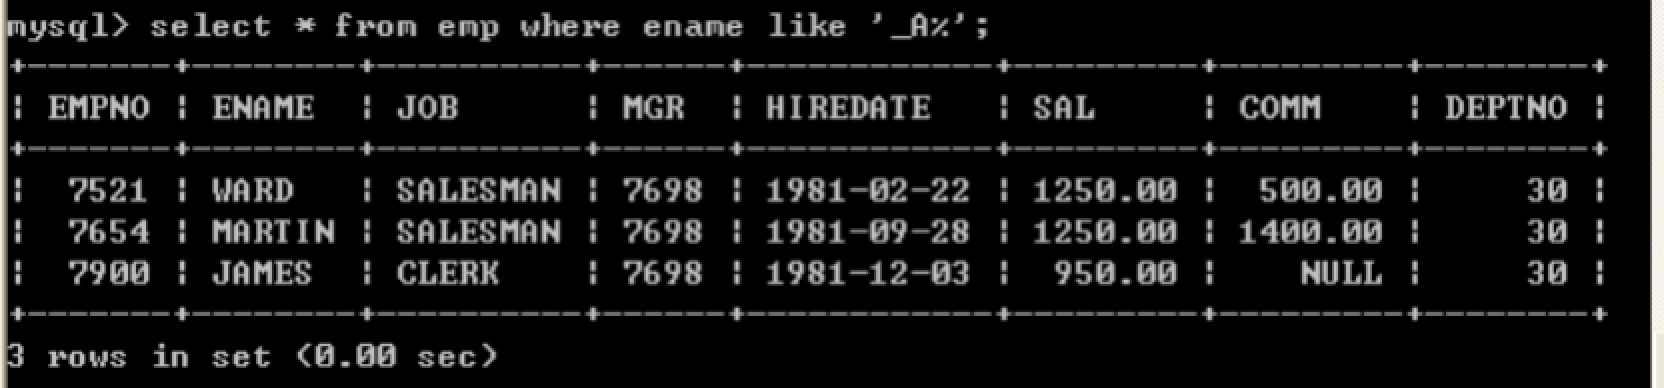 mysql> select * from emp where ename like '_A%';
+-------+--------+-----------+------+------------+---------+---------+--------+
| EMPNO | ENAME  | JOB       | MGR  | HIREDATE   | SAL     | COMM    | DEPTNO |
+-------+--------+-----------+------+------------+---------+---------+--------+
|  7521 | WARD   | SALESMAN  | 7698 | 1981-02-22 | 1250.00 |  500.00 |     30 |
|  7654 | MARTIN | SALESMAN  | 7698 | 1981-09-28 | 1250.00 | 1400.00 |     30 |
|  7900 | JAMES  | CLERK     | 7698 | 1981-12-03 |  950.00 |    NULL |     30 |
+-------+--------+-----------+------+------------+---------+---------+--------+
3 rows in set (0.00 sec)